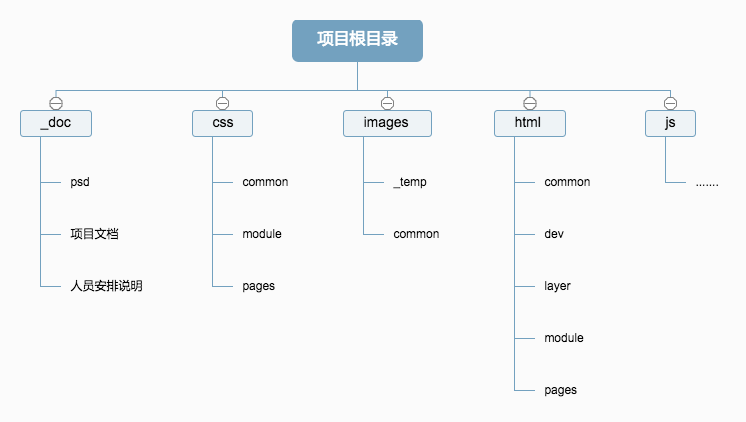 项目根目录
_doc
css
images
html
js
psd
common
_temp
common
.......
项目文档
module
common
dev
人员安排说明
pages
layer
module
pages